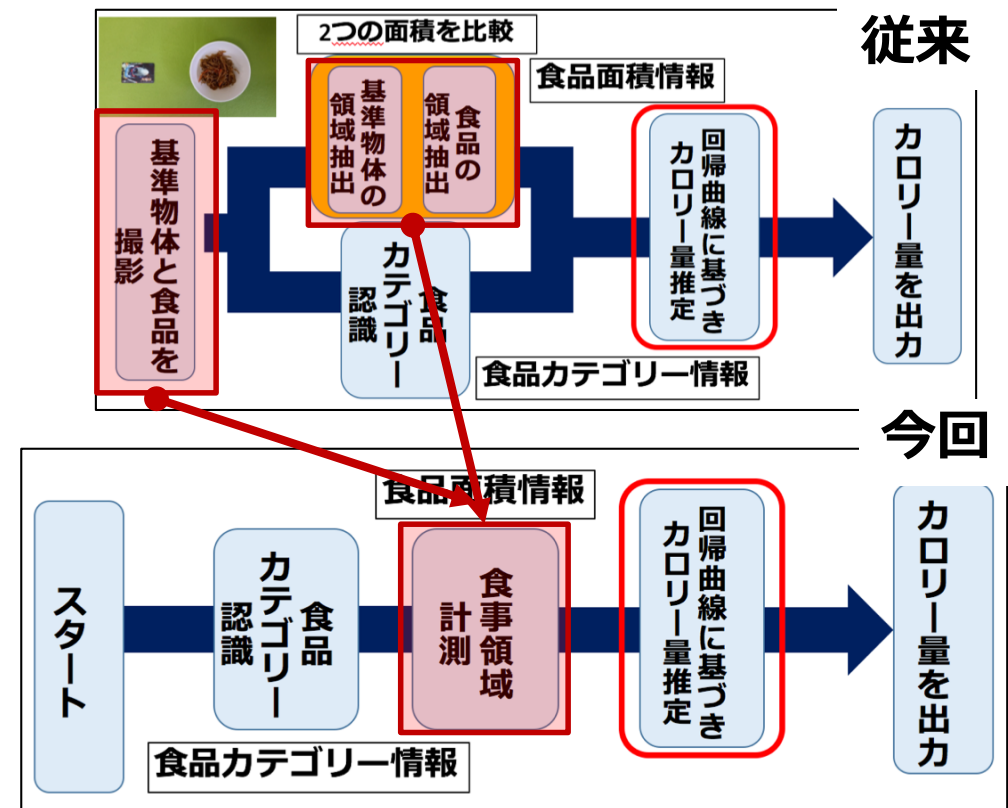 従来
2つの面積を比較
食品面積情報
基準物体と食品を
撮影
基準物体の
領域抽出
食品の
領域抽出
食品
カテゴリー
認識
食品カテゴリー情報
回帰曲線に基づき
カロリー量推定
カロリー量を出力
今回
スタート
食品
カテゴリー
認識
食品カテゴリー情報
食品面積情報
食事領域
計測
回帰曲線に基づき
カロリー量推定
カロリー量を出力